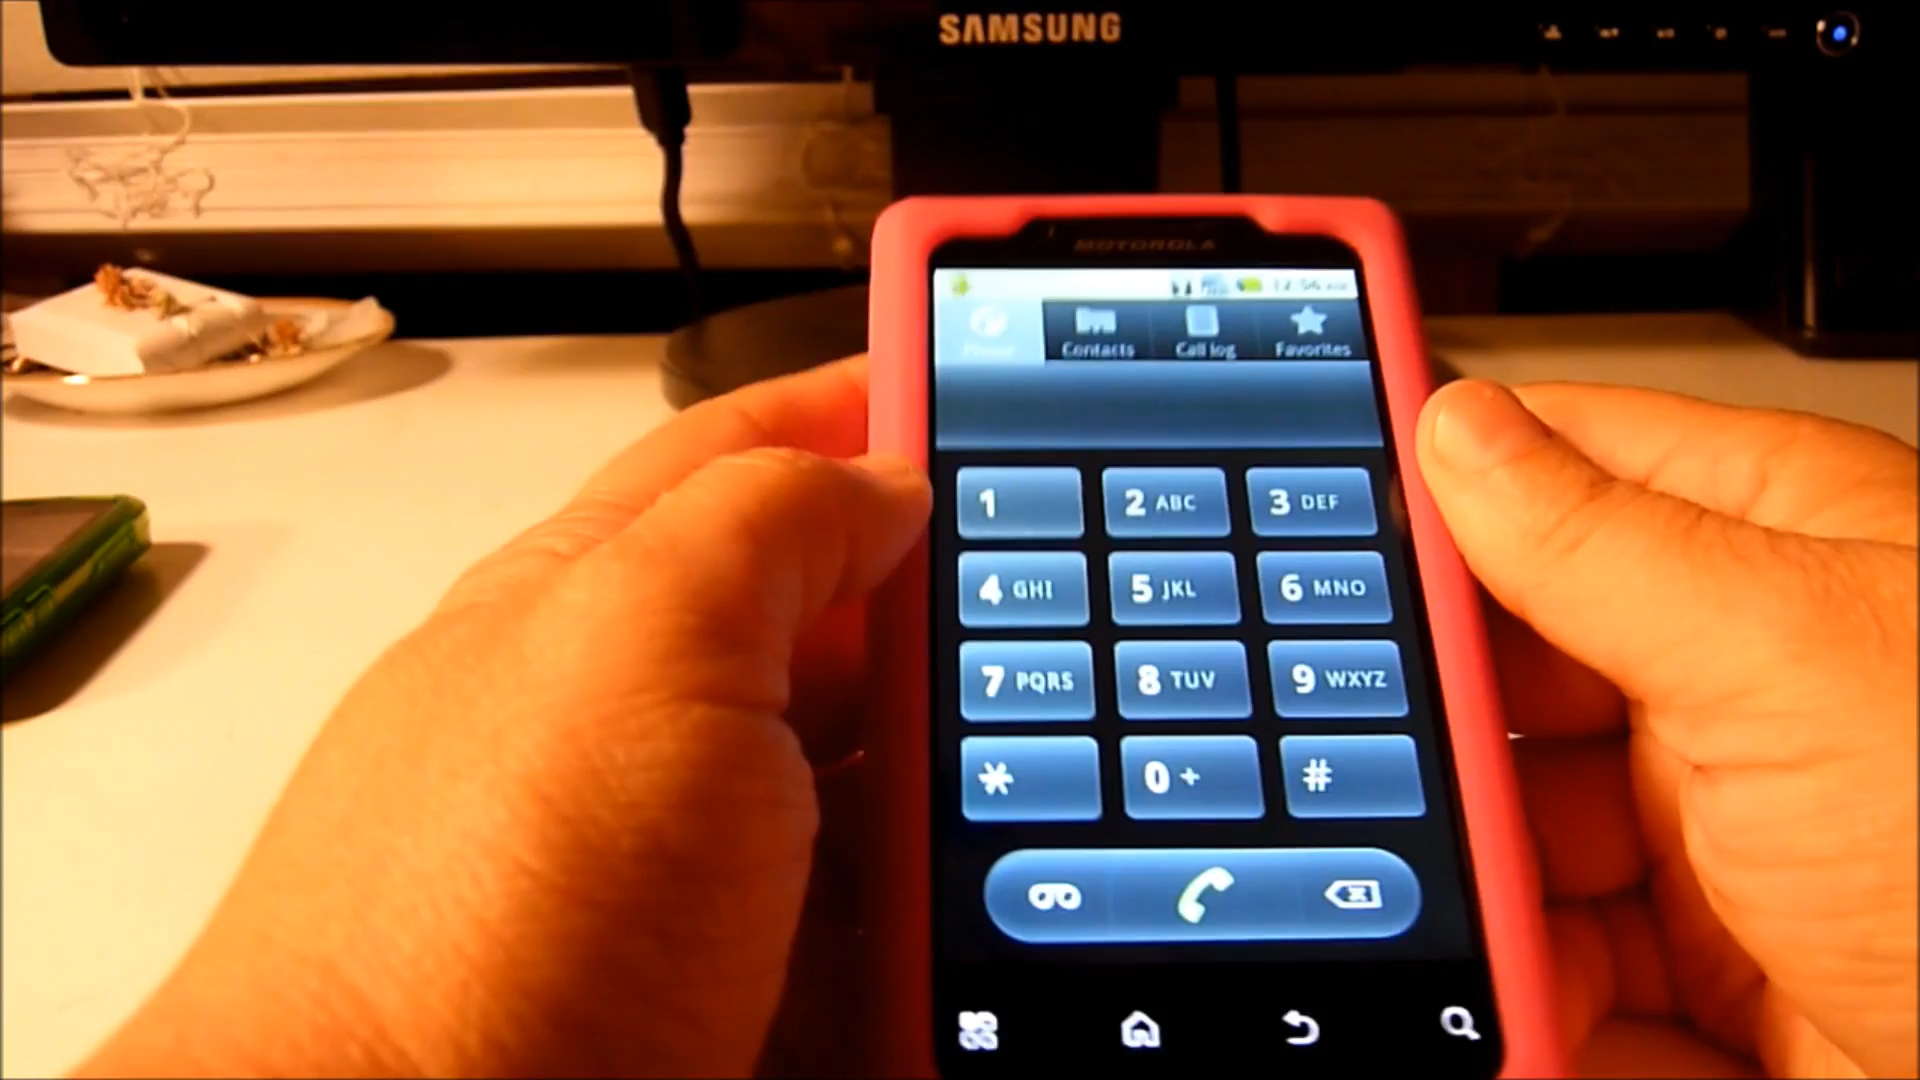 SAMSUNG
MOTOROLA
Contacts Call log Favorites
1 2 ABC 3 DEF
4 GHI 5 JKL 6 MNO
7 PQRS 8 TUV 9 WXYZ
* 0 + #